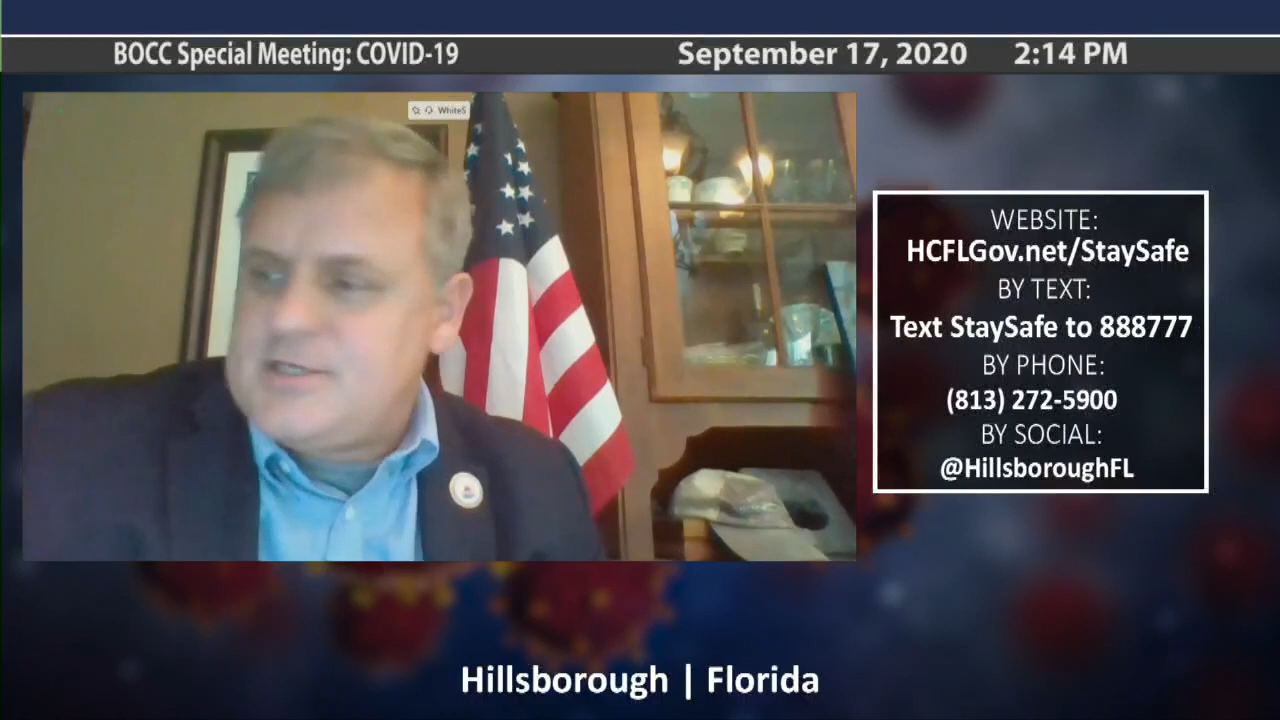 BOCC Special Meeting: COVID-19 September 17, 2020 2:14 PM
WhiteS
WEBSITE:
HCFLGov.net/StaySafe
BY TEXT:
Text StaySafe to 888777
BY PHONE:
(813) 272-5900
BY SOCIAL:
@HillsboroughFL
Hillsborough | Florida